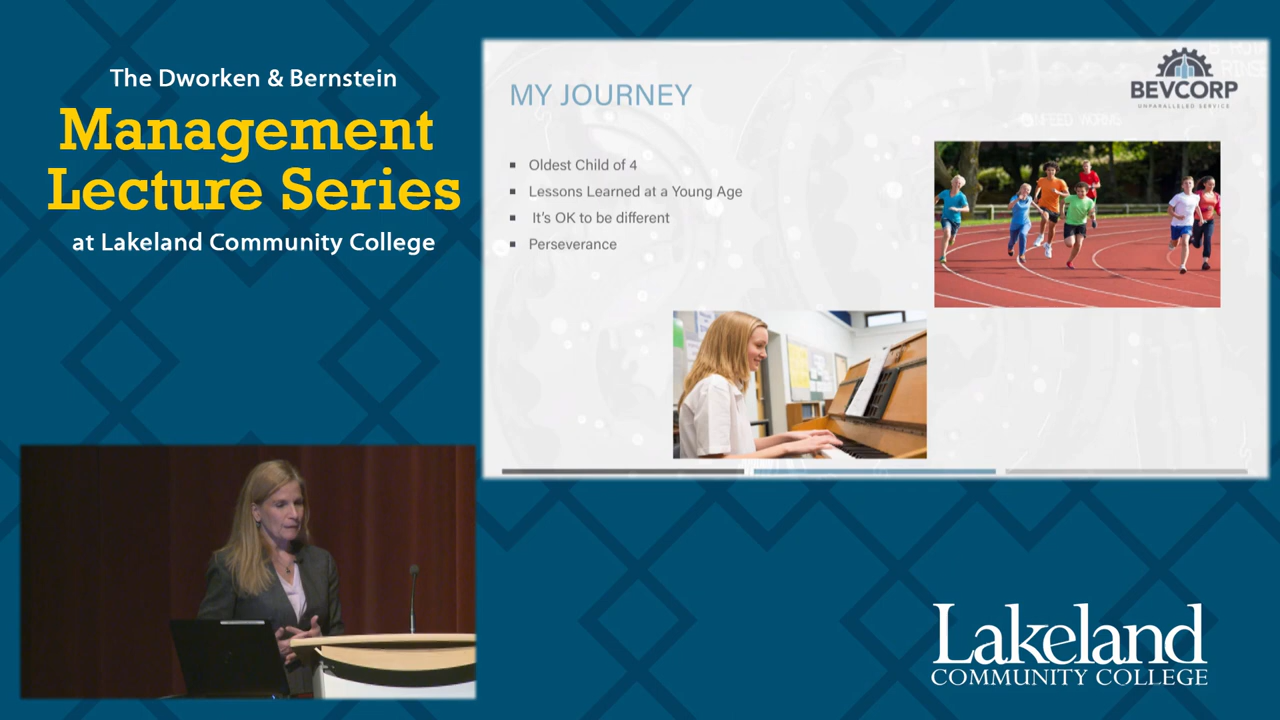 The Dworken & Bernstein
Management
Lecture Series
at Lakeland Community College
BEVCORP
UNPARALLELED SERVICE
MY JOURNEY
Oldest Child of 4
Lessons Learned at a Young Age
It's OK to be different
Perseverance
Lakeland
COMMUNITY COLLEGE